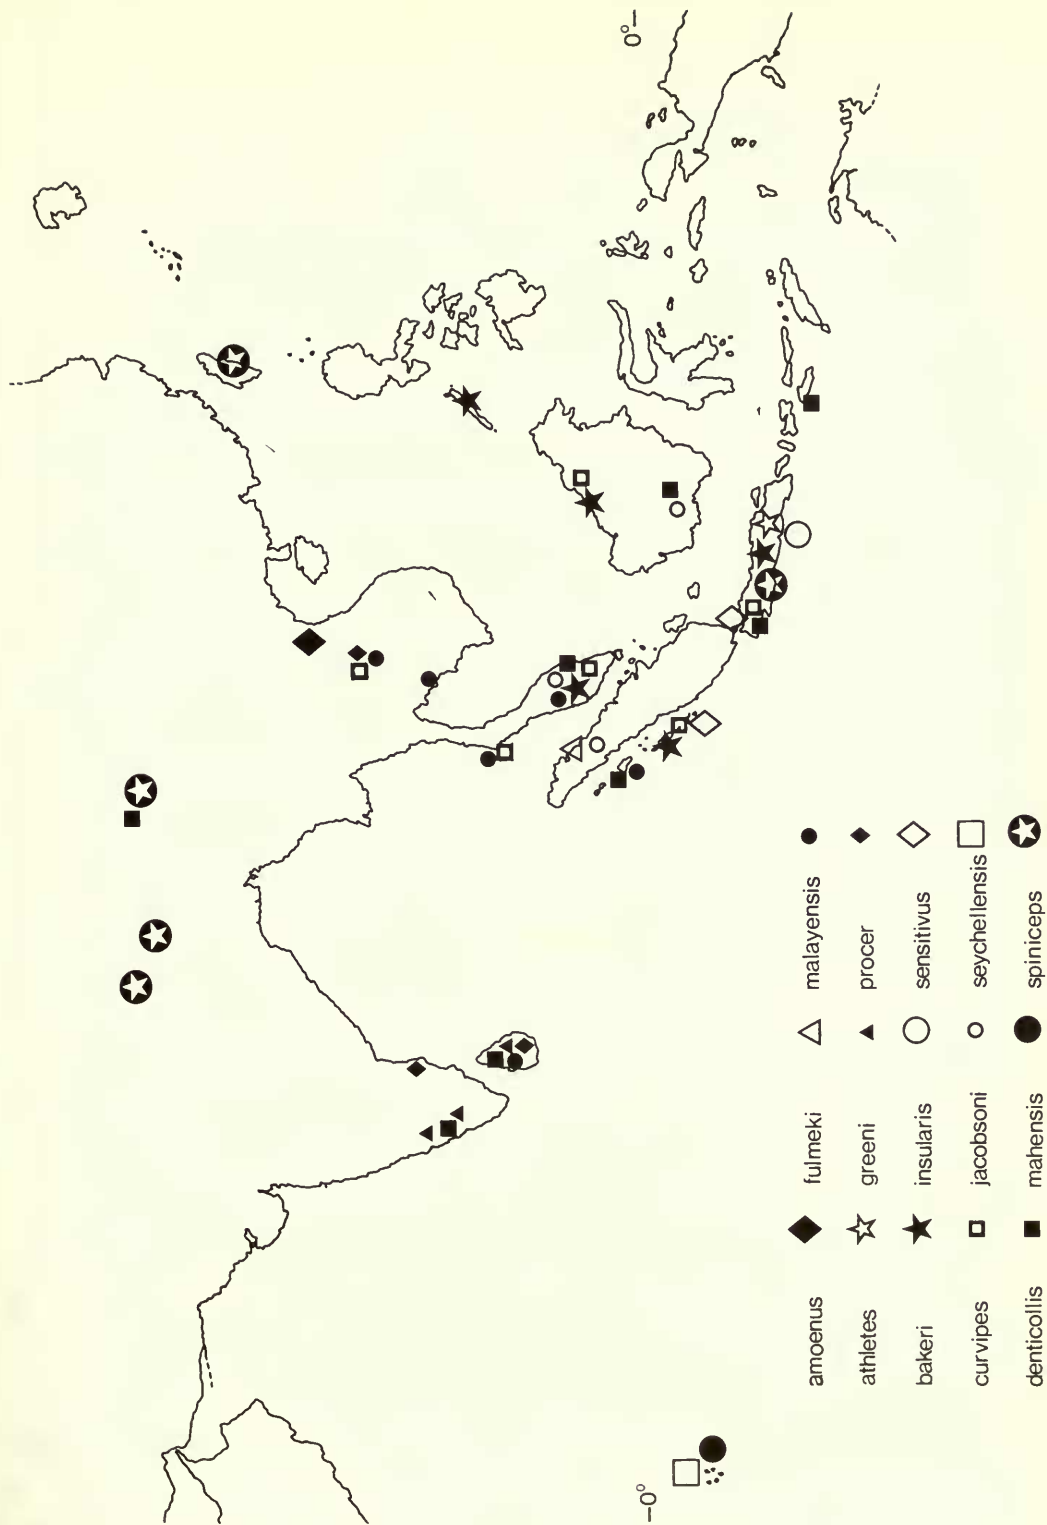 –0° 0°–
amoenus fulmeki malayensis
athletes greeni procer
bakeri insularis sensitivus
curvipes jacobsoni seychellensis
denticollis mahensis spiniceps